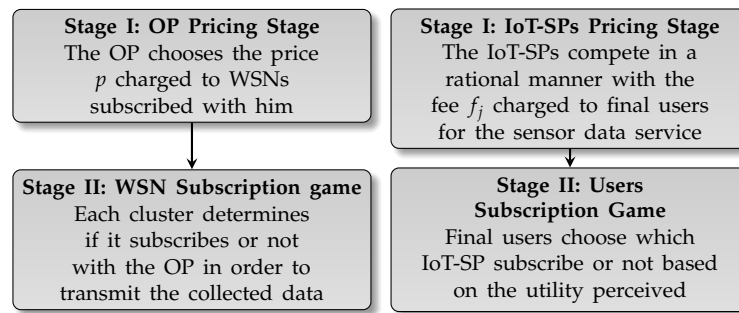 Stage I: OP Pricing Stage
The OP chooses the price
p charged to WSNs
subscribed with him
Stage II: WSN Subscription game
Each cluster determines
if it subscribes or not
with the OP in order to
transmit the collected data
Stage I: IoT-SPs Pricing Stage
The IoT-SPs compete in a
rational manner with the
fee f_j charged to final users
for the sensor data service
Stage II: Users
Subscription Game
Final users choose which
IoT-SP subscribe or not based
on the utility perceived